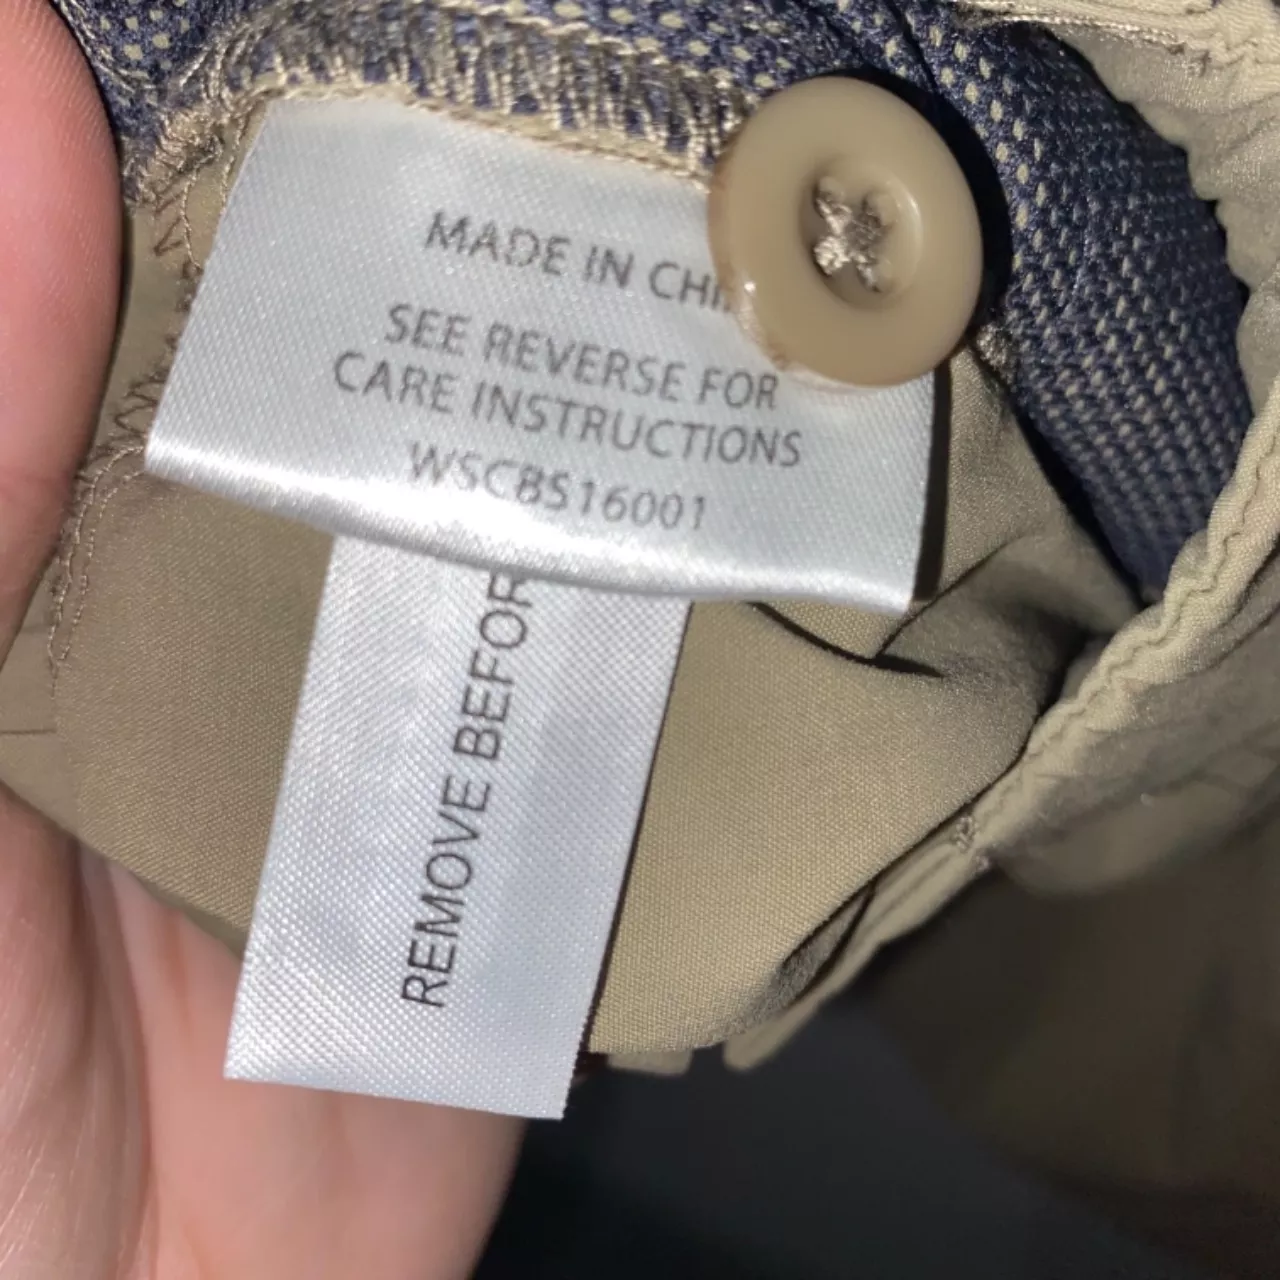 MADE IN CHI
SEE REVERSE FOR
CARE INSTRUCTIONS
WSCBS16001
REMOVE BEFOR